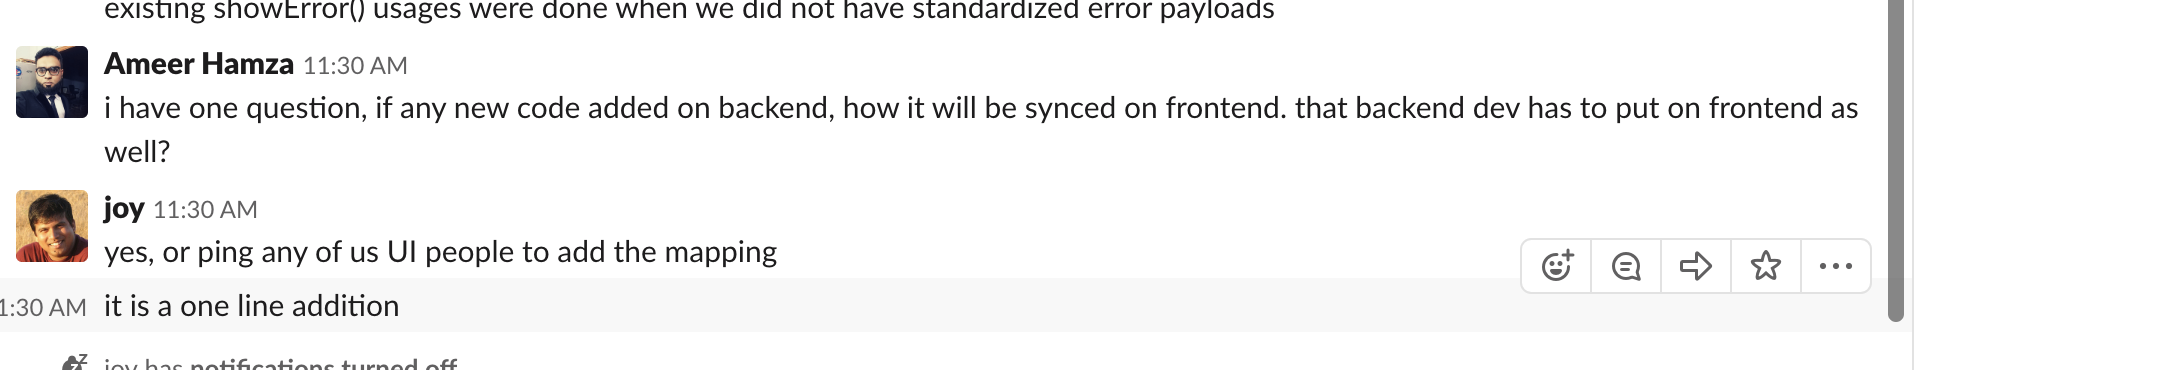 existing showError() usages were done when we did not have standardized error payloads
Ameer Hamza 11:30 AM
i have one question, if any new code added on backend, how it will be synced on frontend. that backend dev has to put on frontend as
well?
joy 11:30 AM
yes, or ping any of us UI people to add the mapping
1:30 AM it is a one line addition
joy has notifications turned off